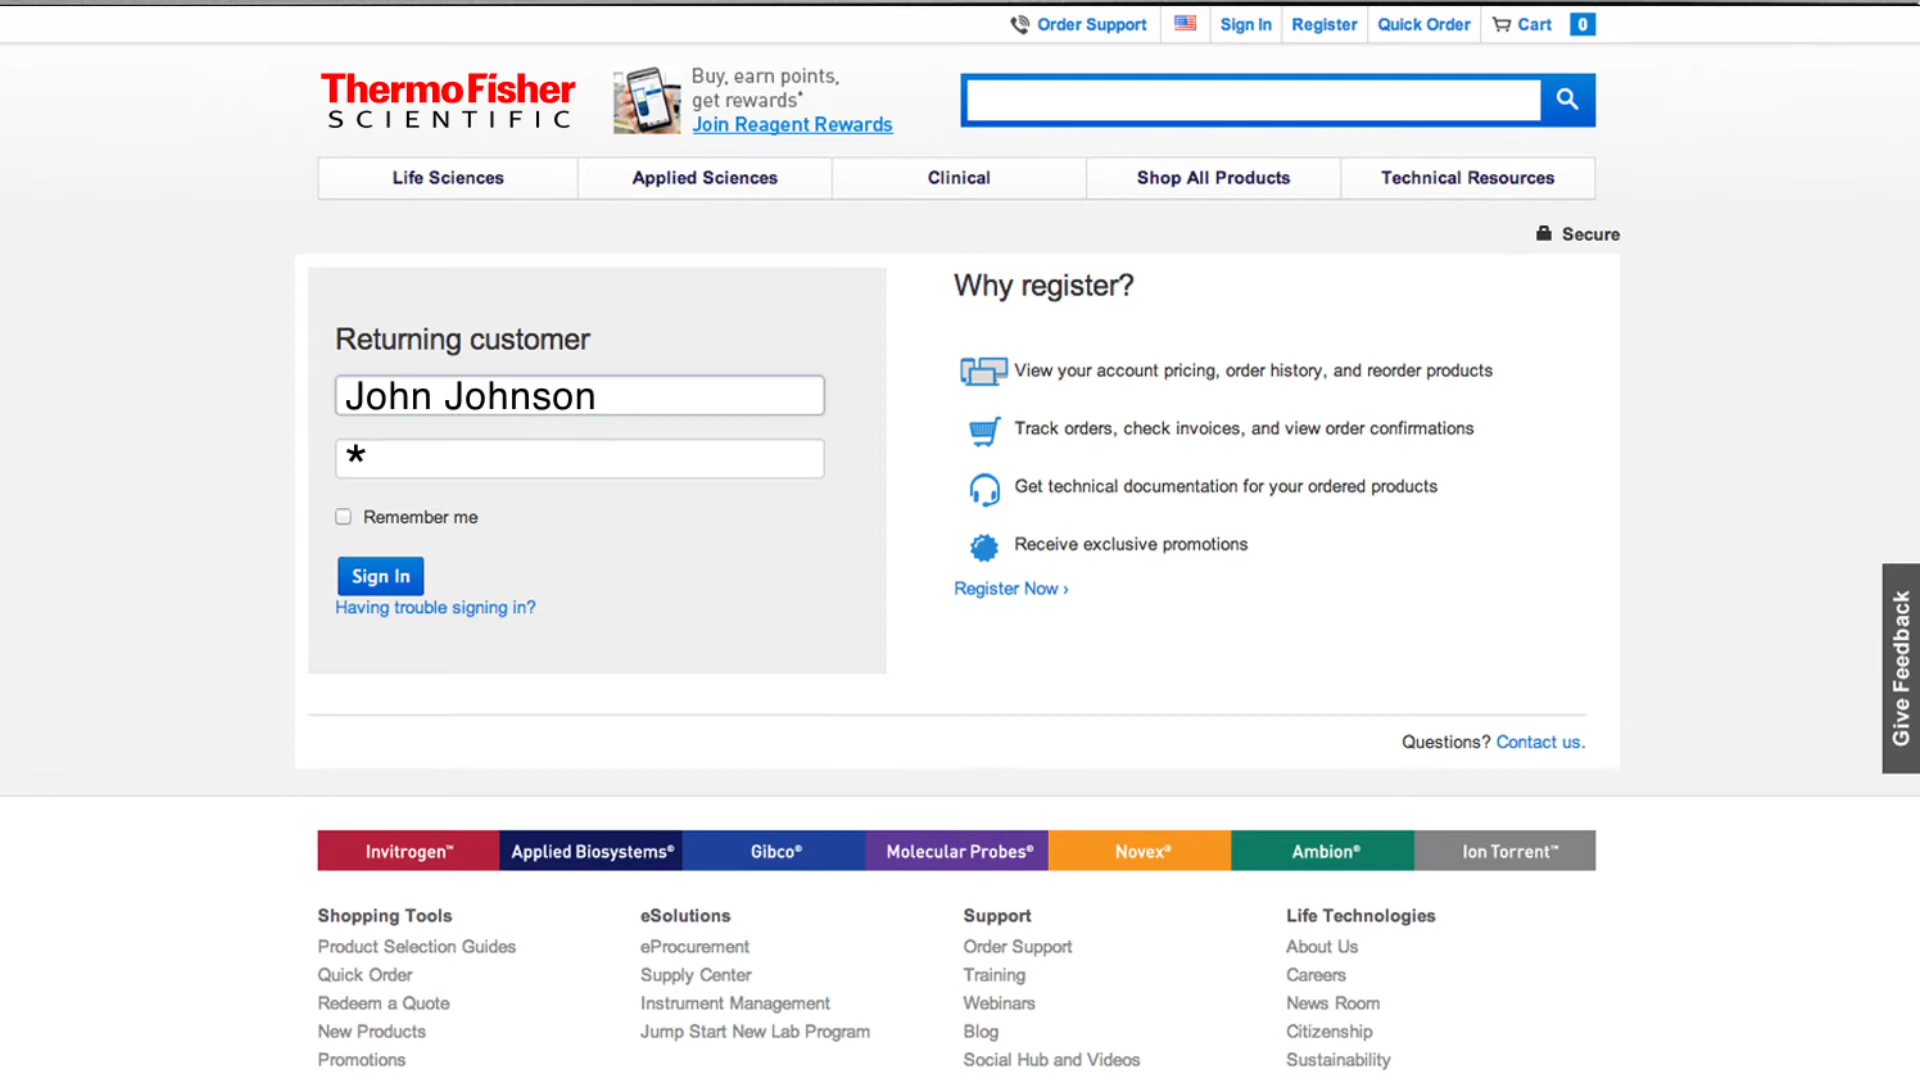 Order Support
Sign In
Register
Quick Order
Cart
0
ThermoFisher
SCIENTIFIC
Buy, earn points,
get rewards*
Join Reagent Rewards
Life Sciences
Applied Sciences
Clinical
Shop All Products
Technical Resources
Secure
Returning customer
John Johnson
*
Remember me
Sign In
Having trouble signing in?
Why register?
View your account pricing, order history, and reorder products
Track orders, check invoices, and view order confirmations
Get technical documentation for your ordered products
Receive exclusive promotions
Register Now ›
Give Feedback
Questions? Contact us.
Invitrogen™
Applied Biosystems®
Gibco®
Molecular Probes®
Novex®
Ambion®
Ion Torrent™
Shopping Tools
Product Selection Guides
Quick Order
Redeem a Quote
New Products
Promotions
eSolutions
eProcurement
Supply Center
Instrument Management
Jump Start New Lab Program
Support
Order Support
Training
Webinars
Blog
Social Hub and Videos
Life Technologies
About Us
Careers
News Room
Citizenship
Sustainability